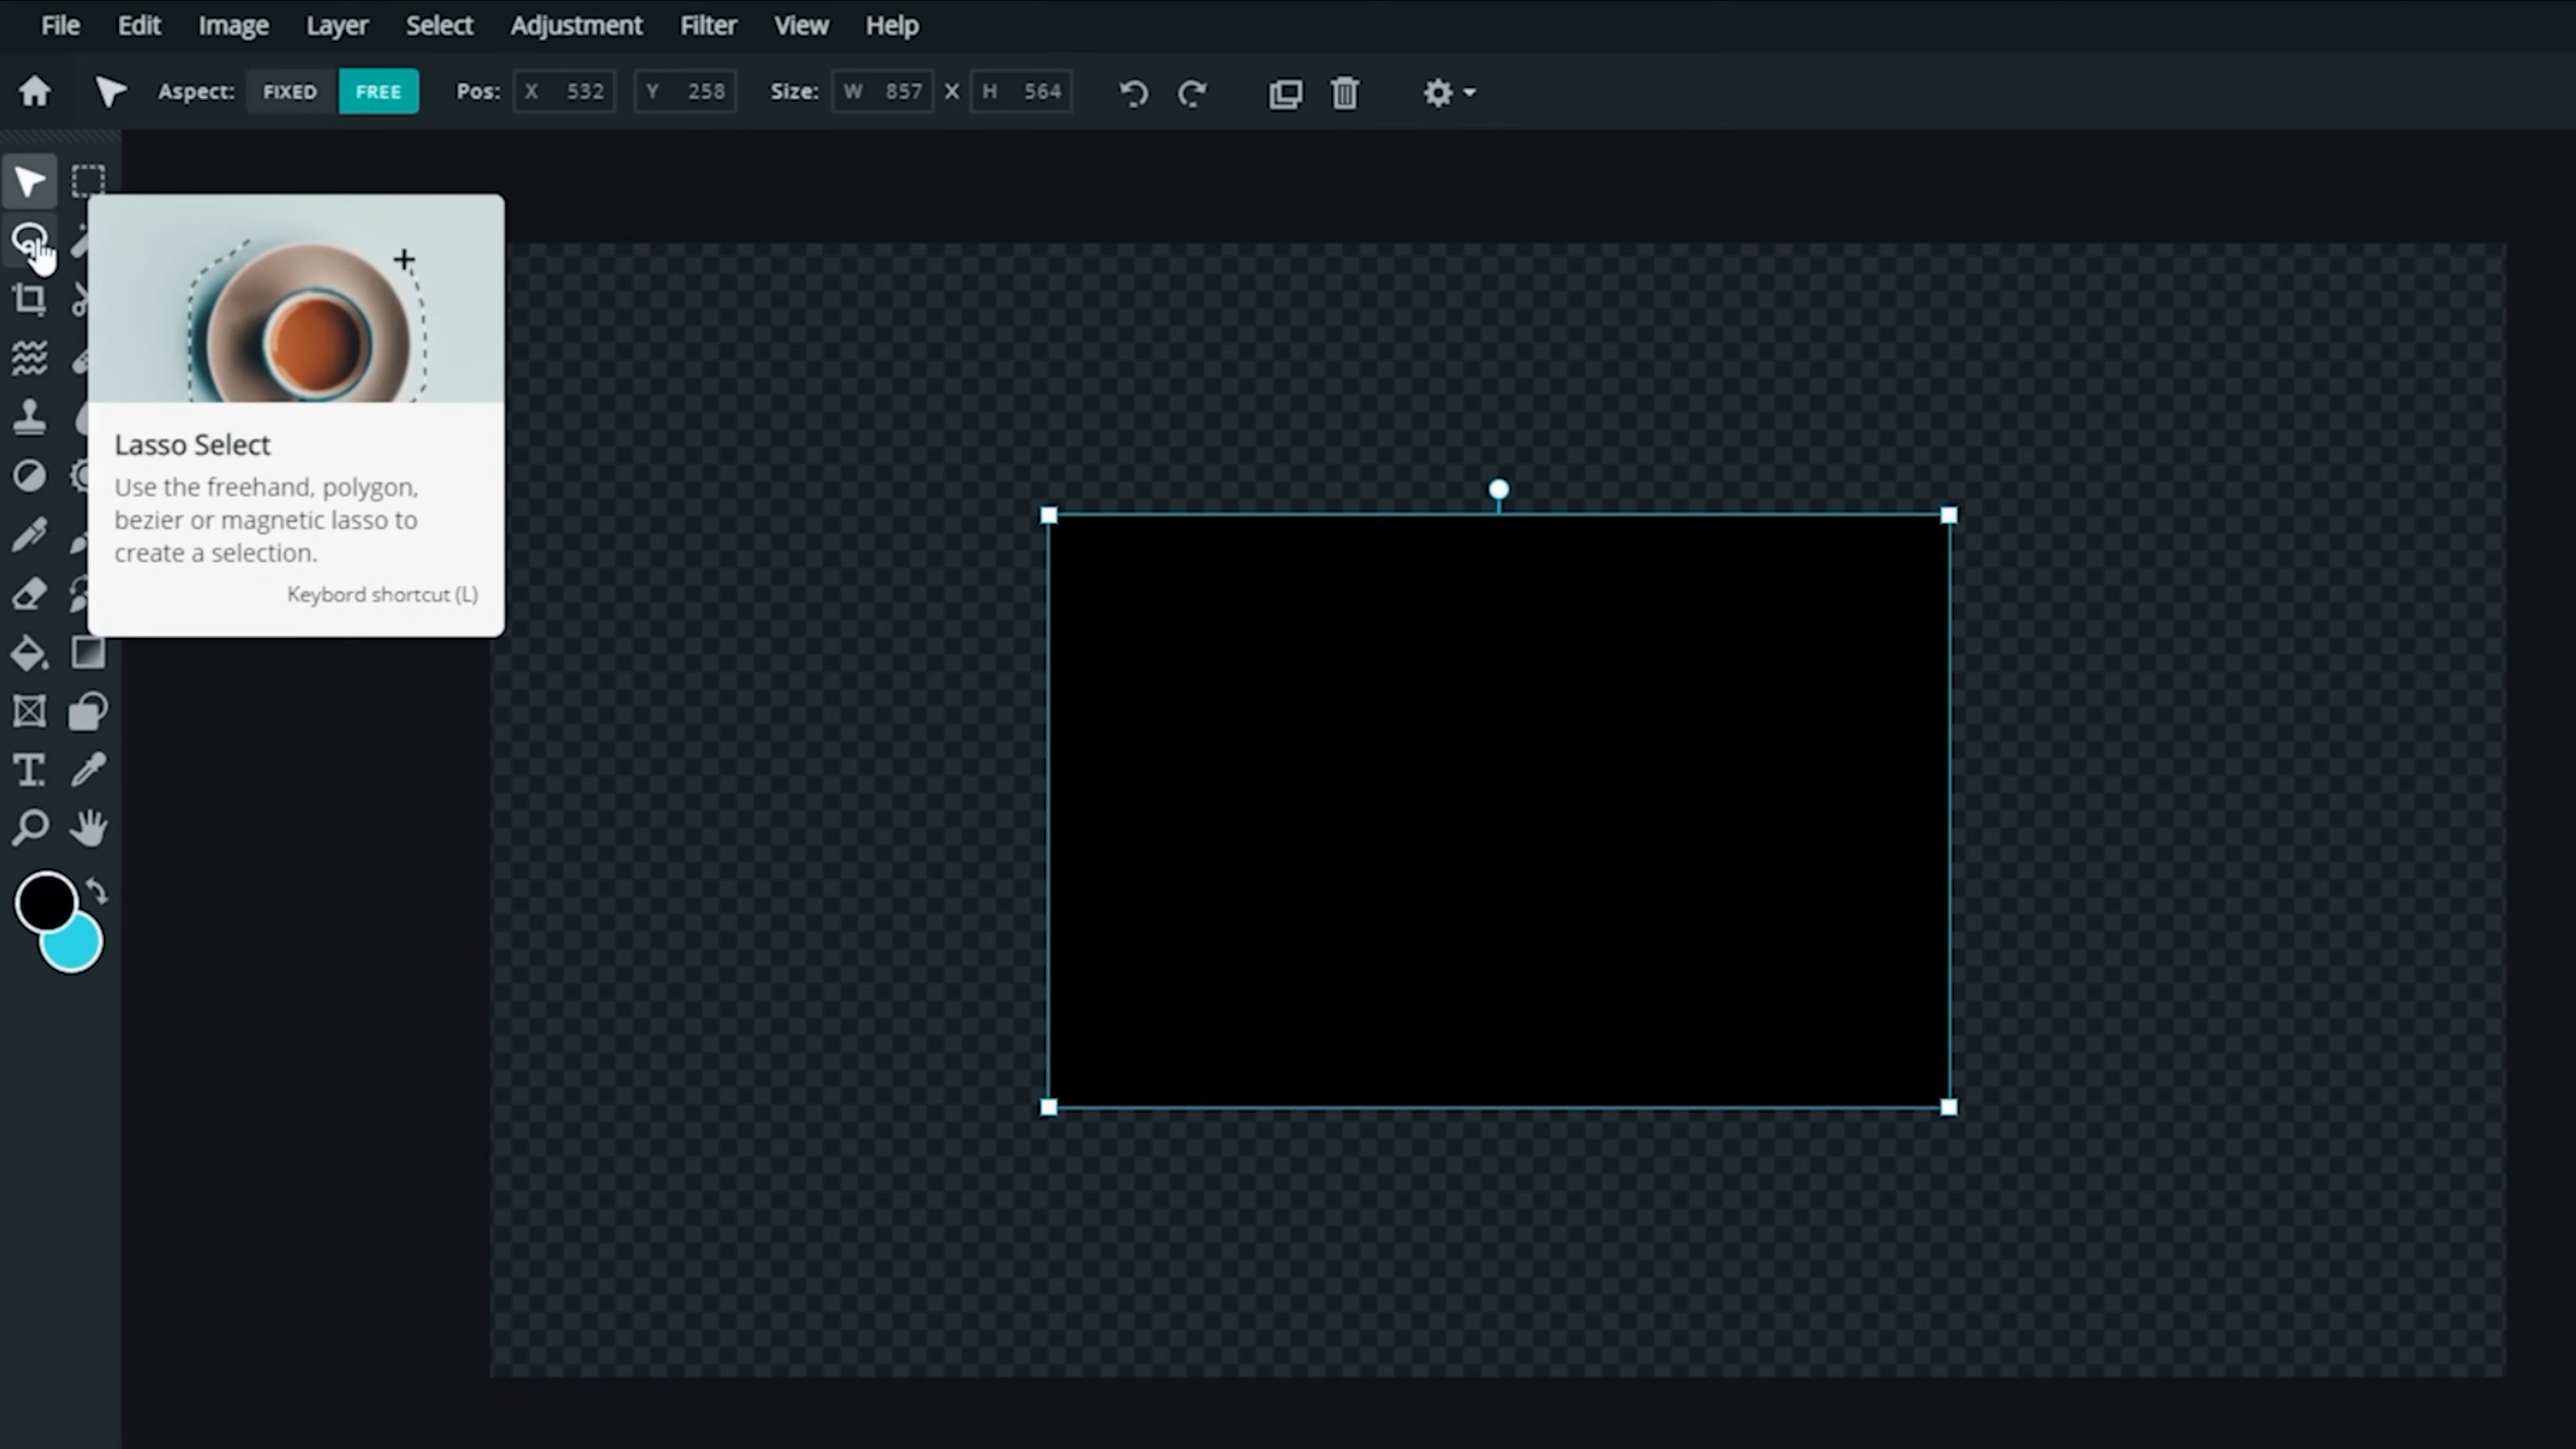 File Edit Image Layer Select Adjustment Filter View Help
Aspect: FIXED FREE Pos: X 532 Y 258 Size: W 857 X H 564
Lasso Select
Use the freehand, polygon,
bezier or magnetic lasso to
create a selection.
Keybord shortcut (L)